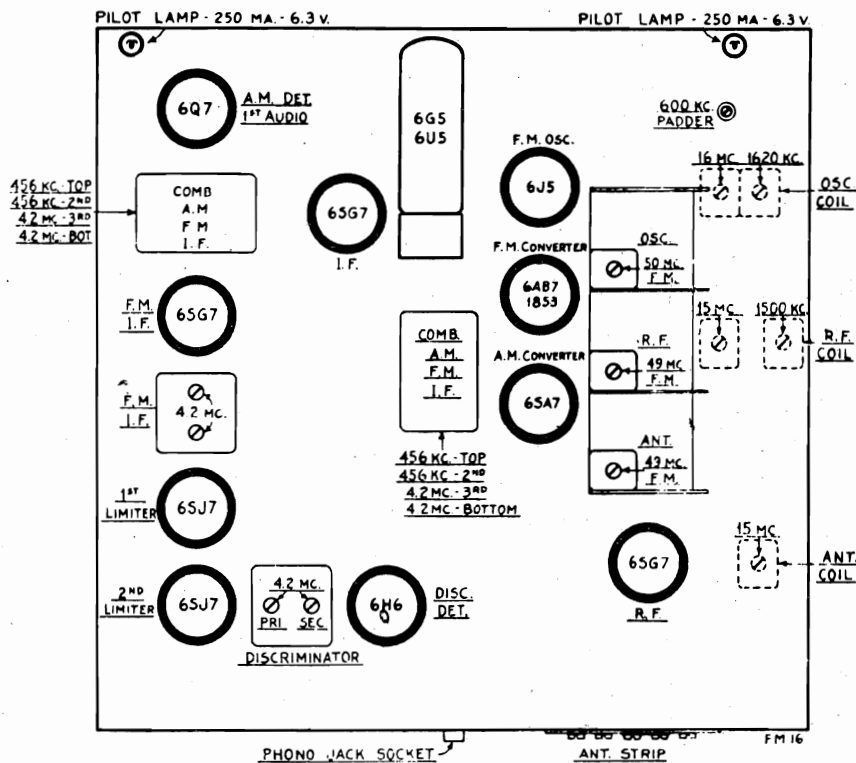 PILOT LAMP - 250 MA. - 6.3 V.
PILOT LAMP - 250 MA - 6.3 V.
6Q7
A.M. DET.
1ST AUDIO
6G5
6U5
600 KC.
PADDER
F.M. OSC.
6J5
16 MC.
1620 KC.
OSC.
COIL
456 KC.-TOP
456 KC.-2ND
4.2 MC-3RD
4.2 MC-BOT
COMB
A.M
F M
I.F.
6SG7
I.F.
F.M. CONVERTER
6AB7
1853
OSC.
50 MC.
F.M.
F.M.
I.F.
6SG7
COMB.
A.M.
F.M.
I.F.
A.M. CONVERTER
6SA7
R.F.
49 MC
F.M.
15 MC.
1500 KC.
R.F.
COIL
F.M.
I.F.
4.2 MC.
456 KC.-TOP
456 KC-2ND
4.2 MC.-3RD
4.2 MC.-BOTTOM
ANT.
F.M.
1ST
LIMITER
6SJ7
6SG7
R.F.
15 MC.
ANT.
COIL
2ND
LIMITER
6SJ7
4.2 MC.
PRI
SEC
DISCRIMINATOR
6H6
DISC.
DET.
PHONO JACK SOCKET
ANT. STRIP
FM16